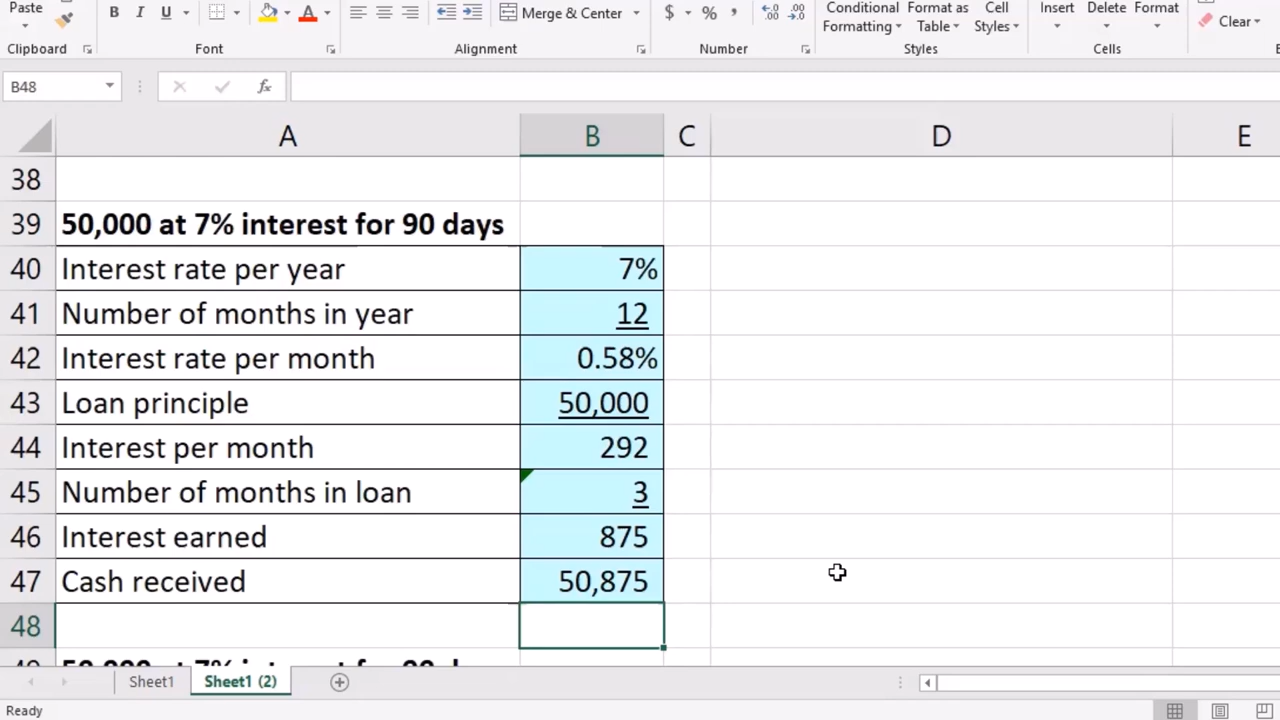 Paste
B I U
Merge & Center
$ % ,
Conditional Formatting
Format as Table
Cell Styles
Insert
Delete
Format
Clear
Clipboard
Font
Alignment
Number
Styles
Cells
B48
fx
A B C D E
38
39 50,000 at 7% interest for 90 days
40 Interest rate per year 7%
41 Number of months in year 12
42 Interest rate per month 0.58%
43 Loan principle 50,000
44 Interest per month 292
45 Number of months in loan 3
46 Interest earned 875
47 Cash received 50,875
48
Sheet1
Sheet1 (2)
Ready